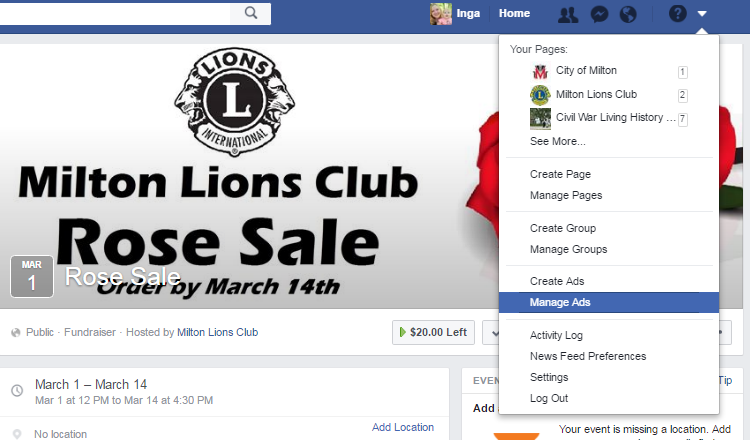 Inga Home
?
Your Pages:
City of Milton 1
Milton Lions Club 2
Civil War Living History ... 7
See More...
Create Page
Manage Pages
Create Group
Manage Groups
Create Ads
Manage Ads
Activity Log
News Feed Preferences
Settings
Log Out
LIONS
L
INTERNATIONAL
Milton Lions Club
Rose Sale
Order by March 14th
MAR
1
Rose Sale
Public · Fundraiser · Hosted by Milton Lions Club
$20.00 Left
March 1 – March 14
Mar 1 at 12 PM to Mar 14 at 4:30 PM
No location
Add Location
Tip
Your event is missing a location. Add